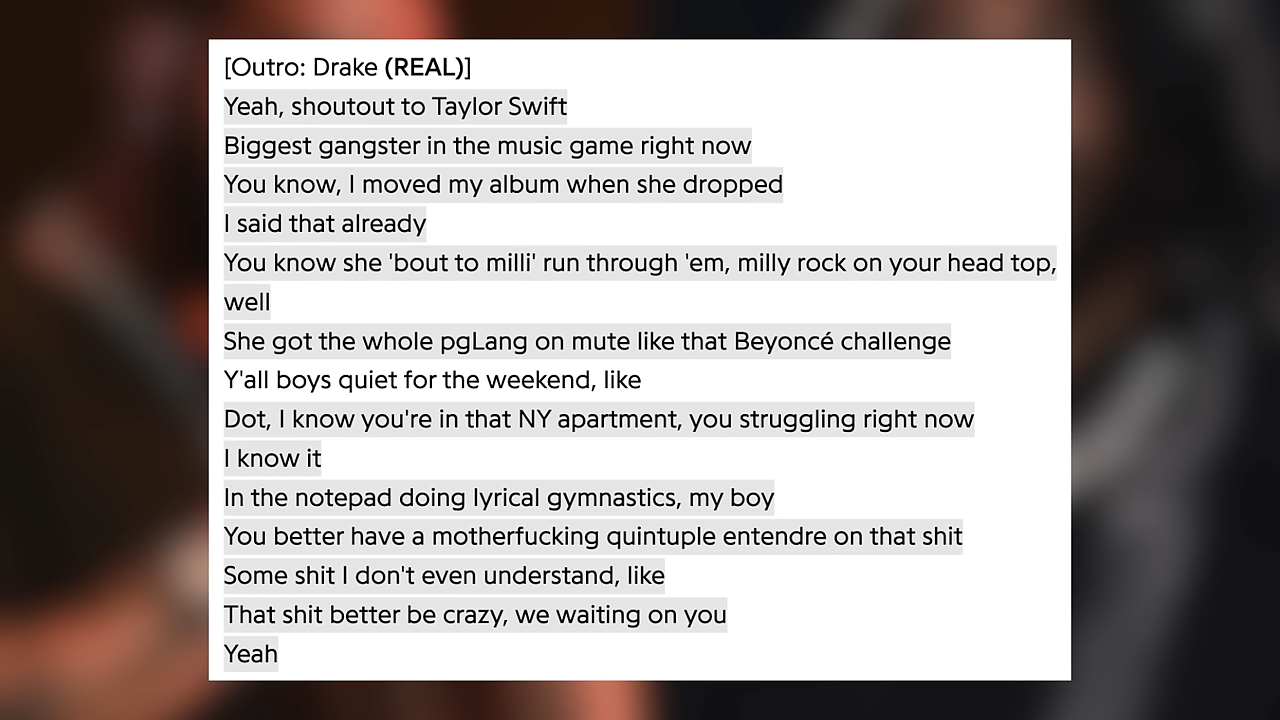 [Outro: Drake (REAL)]
Yeah, shoutout to Taylor Swift
Biggest gangster in the music game right now
You know, I moved my album when she dropped
I said that already
You know she 'bout to milli' run through 'em, milly rock on your head top,
well
She got the whole pgLang on mute like that Beyoncé challenge
Y'all boys quiet for the weekend, like
Dot, I know you're in that NY apartment, you struggling right now
I know it
In the notepad doing lyrical gymnastics, my boy
You better have a motherfucking quintuple entendre on that shit
Some shit I don't even understand, like
That shit better be crazy, we waiting on you
Yeah